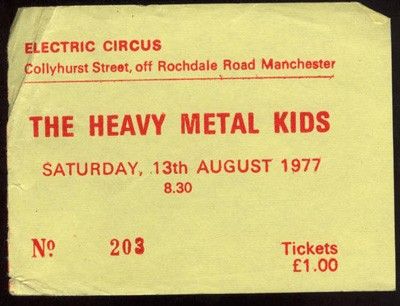 ELECTRIC CIRCUS
Collyhurst Street, off Rochdale Road Manchester
THE HEAVY METAL KIDS
SATURDAY, 13th AUGUST 1977
8.30
No. 203
Tickets
£1.00